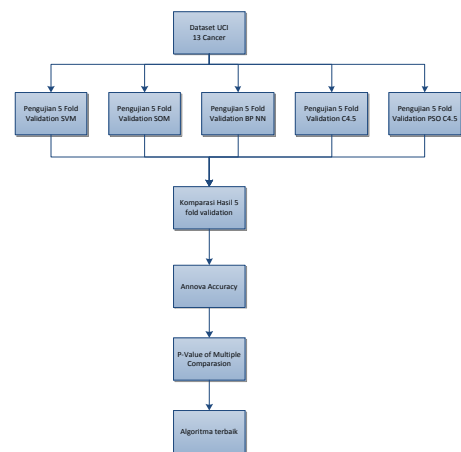 Dataset UCI
13 Cancer
Pengujian 5 Fold
Validation SVM
Pengujian 5 Fold
Validation SOM
Pengujian 5 Fold
Validation BP NN
Pengujian 5 Fold
Validation C4.5
Pengujian 5 Fold
Validation PSO C4.5
Komparasi Hasil 5
fold validation
Annova Accuracy
P-Value of Multiple
Comparasion
Algoritma terbaik